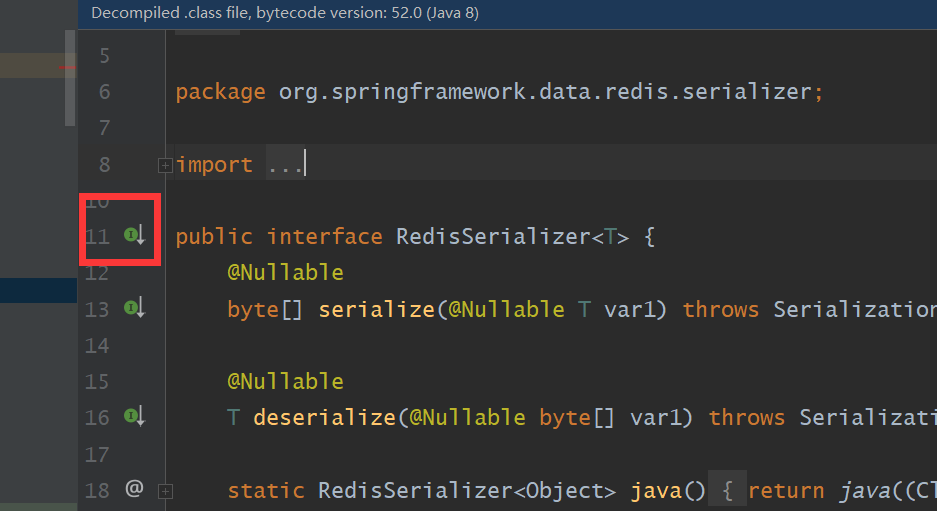 Decompiled .class file, bytecode version: 52.0 (Java 8)
5
6 package org.springframework.data.redis.serializer;
7
8 import ...
10
11 public interface RedisSerializer<T> {
12 @Nullable
13 byte[] serialize(@Nullable T var1) throws Serialization
14
15 @Nullable
16 T deserialize(@Nullable byte[] var1) throws Serializati
17
18 @ static RedisSerializer<Object> java() { return java((Cl